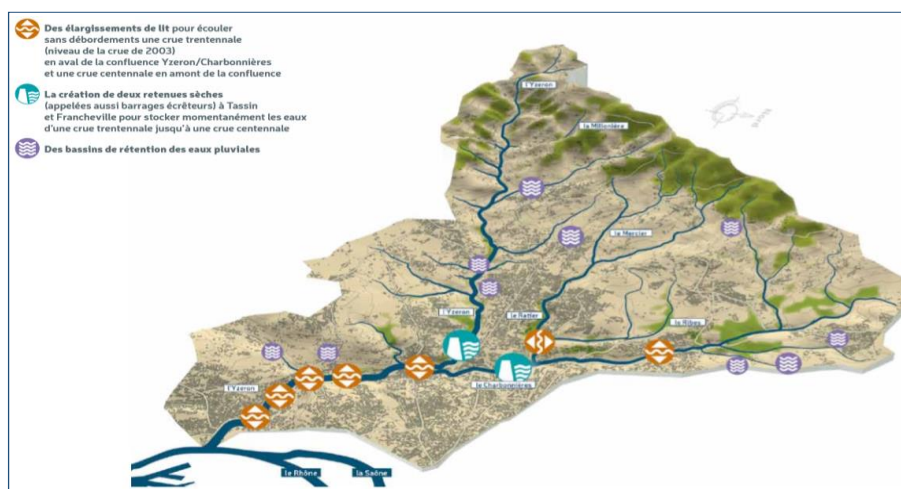 Des élargissements de lit pour écouler
sans débordements une crue trentennale
(niveau de la crue de 2003)
en aval de la confluence Yzeron/Charbonnières
et une crue centennale en amont de la confluence
La création de deux retenues sèches
(appelées aussi barrages écrêteurs) à Tassin
et Francheville pour stocker momentanément les eaux
d'une crue trentennale jusqu'à une crue centennale
Des bassins de rétention des eaux pluviales
l'Yzeron
la Millonière
le Mercier
l'Yzeron
le Ratier
le Ribes
l'Yzeron
le Charbonnières
le Rhône
la Saône